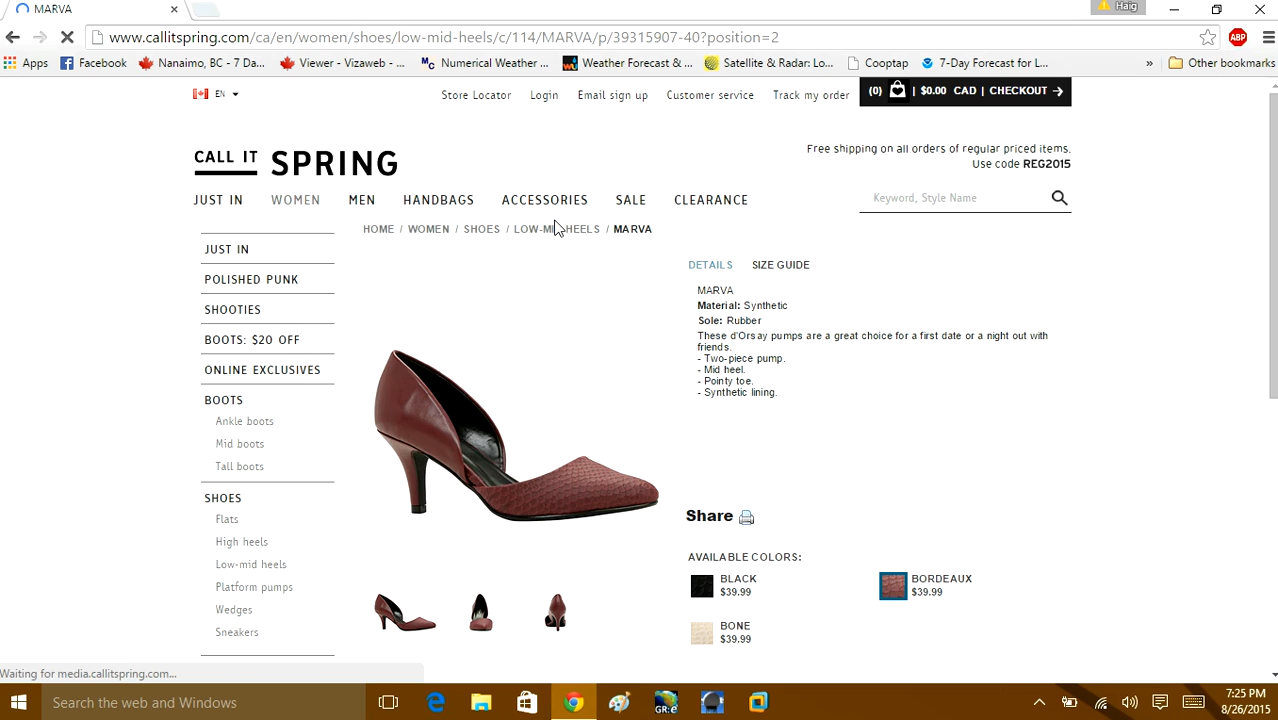 MARVA
Haig
www.callitspring.com/ca/en/women/shoes/low-mid-heels/c/114/MARVA/p/39315907-40?position=2
ABP
Apps Facebook Nanaimo, BC - 7 Da... Viewer - Vizaweb - ... Numerical Weather ... Weather Forecast & ... Satellite & Radar: Lo... Cooptap 7-Day Forecast for L... » Other bookmarks
EN Store Locator Login Email sign up Customer service Track my order (0) | $0.00 CAD | CHECKOUT
CALL IT SPRING
Free shipping on all orders of regular priced items.
Use code REG2015
JUST IN WOMEN MEN HANDBAGS ACCESSORIES SALE CLEARANCE Keyword, Style Name
HOME / WOMEN / SHOES / LOW-MID-HEELS / MARVA
JUST IN
POLISHED PUNK
SHOOTIES
BOOTS: $20 OFF
ONLINE EXCLUSIVES
BOOTS
Ankle boots
Mid boots
Tall boots
SHOES
Flats
High heels
Low-mid heels
Platform pumps
Wedges
Sneakers
DETAILS SIZE GUIDE
MARVA
Material: Synthetic
Sole: Rubber
These d'Orsay pumps are a great choice for a first date or a night out with
friends.
- Two-piece pump.
- Mid heel.
- Pointy toe.
- Synthetic lining.
Share
AVAILABLE COLORS:
BLACK
$39.99
BORDEAUX
$39.99
BONE
$39.99
Waiting for media.callitspring.com...
Search the web and Windows
GR:e
7:25 PM
8/26/2015